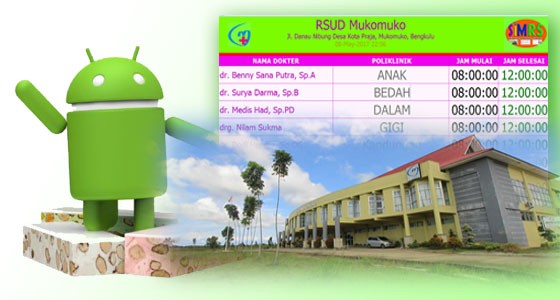 RSUD Mukomuko
Jl. Danau Nibung Desa Kota Praja, Mukomuko, Bengkulu
SIMRS
NAMA DOKTER POLIKLINIK JAM MULAI JAM SELESAI
dr. Benny Sana Putra, Sp.A ANAK 08:00:00 12:00:00
dr. Surya Darma, Sp.B BEDAH 08:00:00 12:00:00
dr. Medis Had, Sp.PD DALAM 08:00:00 12:00:00
drg. Nilam Sukma GIGI 08:00:00 12:00:00